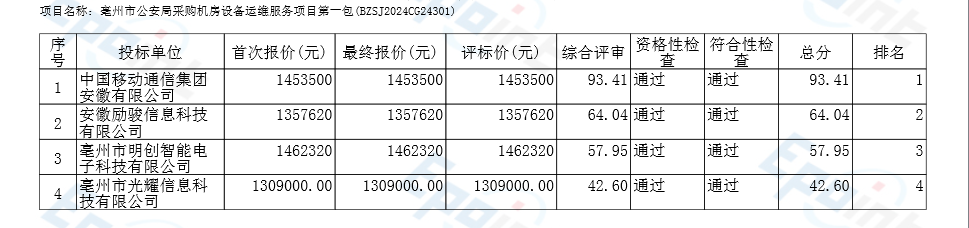 项目名称: 亳州市公安局采购机房设备运维服务项目第一包(BZSJ2024CG24301)
序号 投标单位 首次报价(元) 最终报价(元) 评标价(元) 综合评审 资格性检查 符合性检查 总分 排名
1 中国移动通信集团安徽有限公司 1453500 1453500 1453500 93.41 通过 通过 93.41 1
2 安徽励骏信息科技有限公司 1357620 1357620 1357620 64.04 通过 通过 64.04 2
3 亳州市明创智能电子科技有限公司 1462320 1462320 1462320 57.95 通过 通过 57.95 3
4 亳州市光耀信息科技有限公司 1309000.00 1309000.00 1309000.00 42.60 通过 通过 42.60 4